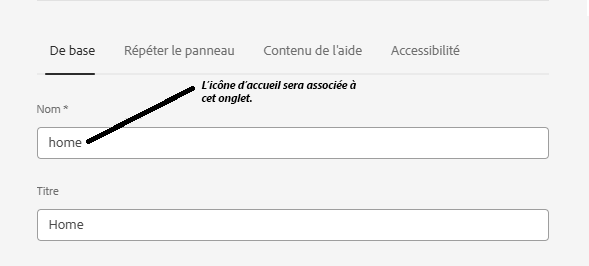 De base Répéter le panneau Contenu de l'aide Accessibilité
L'icône d'accueil sera associée à
cet onglet.
Nom *
home
Titre
Home